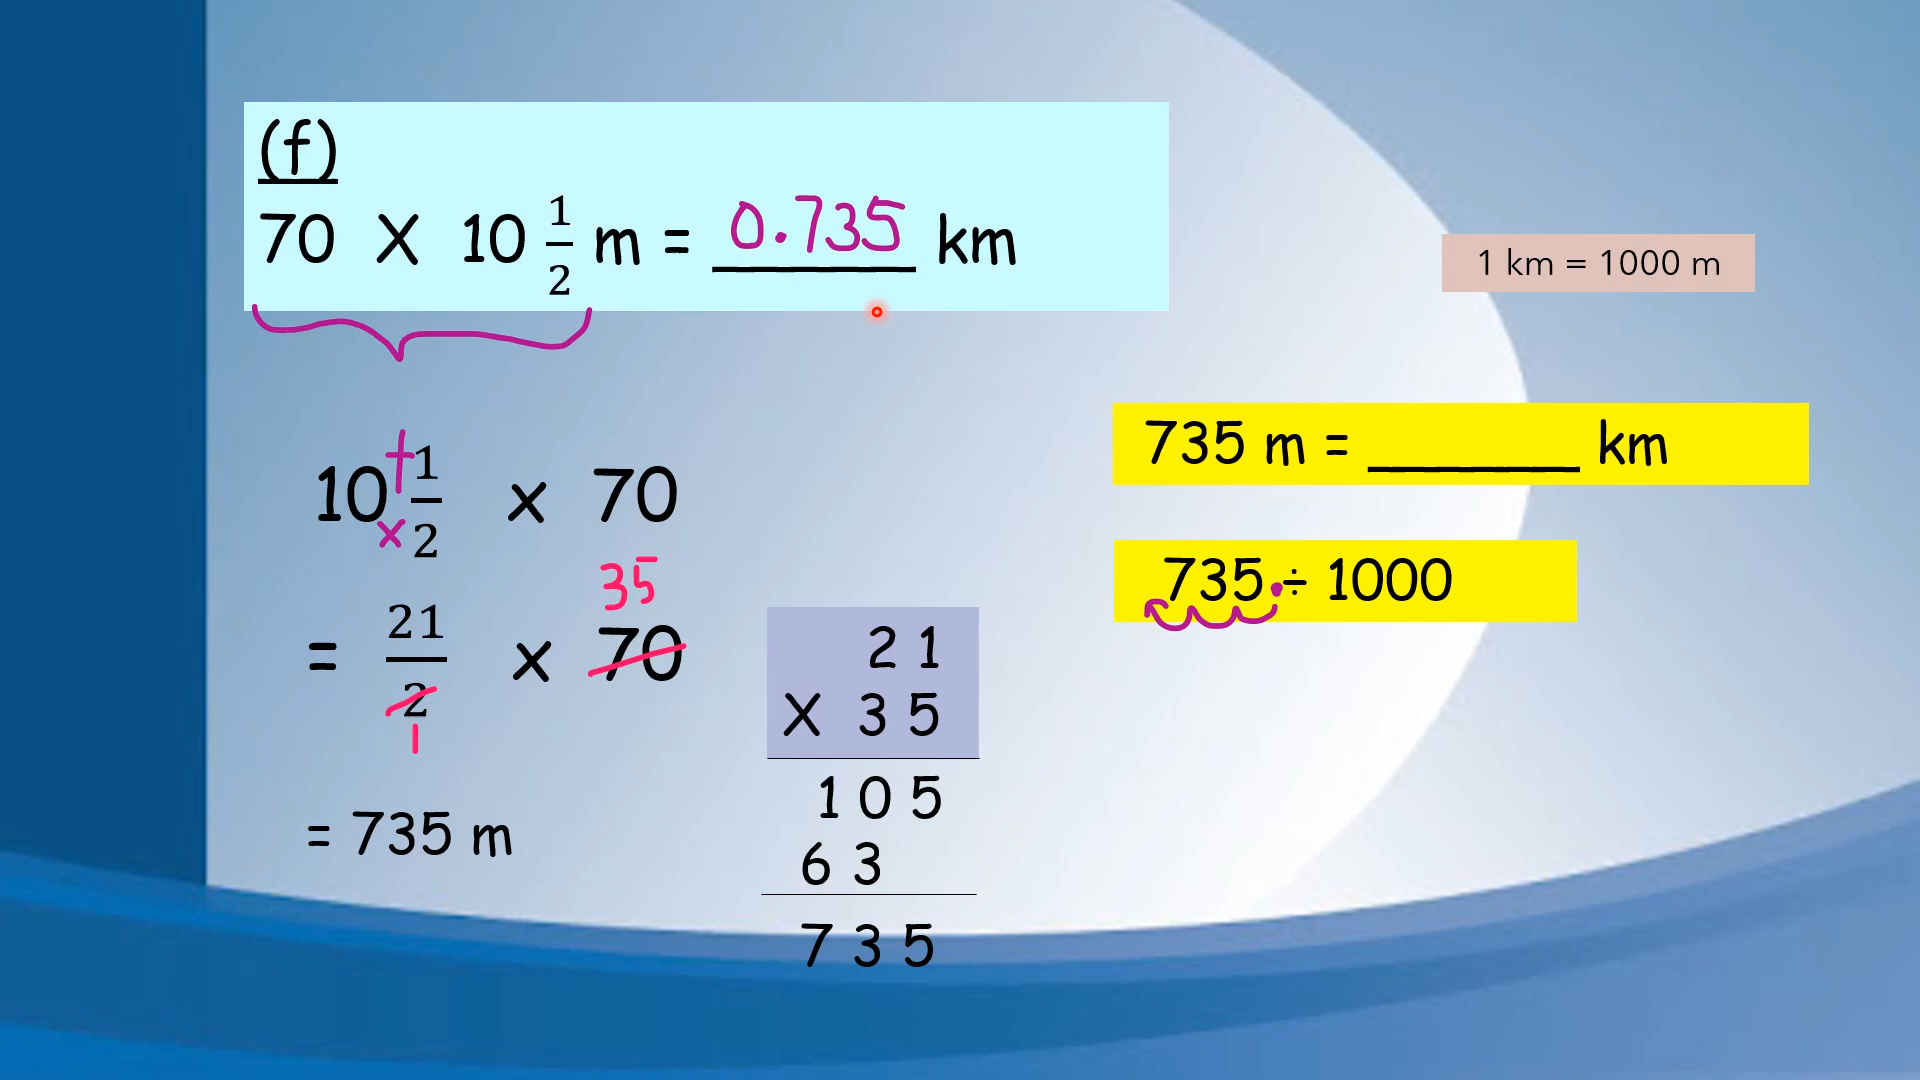 (f)
70 X 10 1/2 m = 0.735 km
1 km = 1000 m
10 + 1/2 x 70
x
35
= 21/2 x 70
1
= 735 m
2 1
X 3 5
1 0 5
6 3
7 3 5
735 m = ______ km
735. ÷ 1000